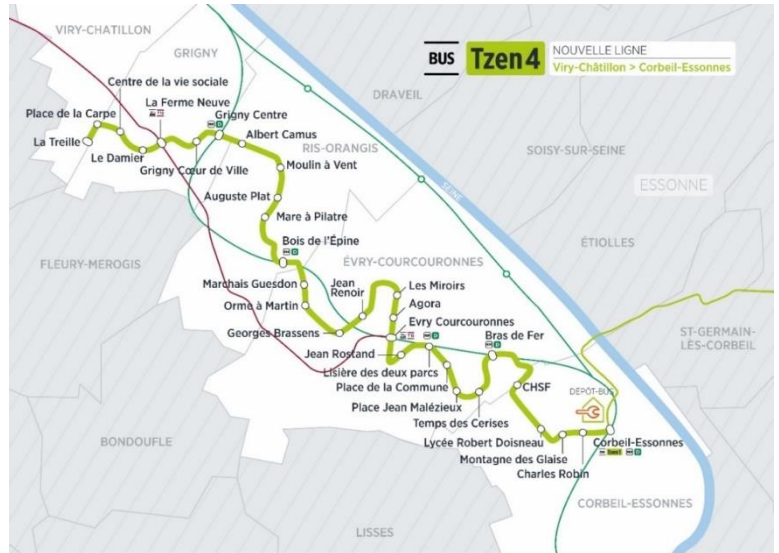 VIRY-CHATILLON
GRIGNY
BUS
Tzen4
NOUVELLE LIGNE
Viry-Châtillon > Corbeil-Essonnes
DRAVEIL
Centre de la vie sociale
La Ferme Neuve
Place de la Carpe
Grigny Centre
Albert Camus
La Treille
Le Damier
RIS-ORANGIS
Grigny Cœur de Ville
Moulin à Vent
SOISY-SUR-SEINE
SEINE
ESSONNE
Auguste Plat
Mare à Pilatre
Bois de l'Épine
ÉTIOLLES
FLEURY-MEROGIS
ÉVRY-COURCOURONNES
Marchais Guesdon
Jean
Renoir
Les Miroirs
Orme à Martin
Agora
Georges Brassens
Evry Courcouronnes
Bras de Fer
ST-GERMAIN-
LÈS-CORBEIL
Jean Rostand
Lisière des deux parcs
Place de la Commune
CHSF
DÉPÔT-BUS
Place Jean Malézieux
Temps des Cerises
BONDOUFLE
Lycée Robert Doisneau
Corbeil-Essonnes
Montagne des Glaise
Charles Robin
CORBEIL-ESSONNES
LISSES